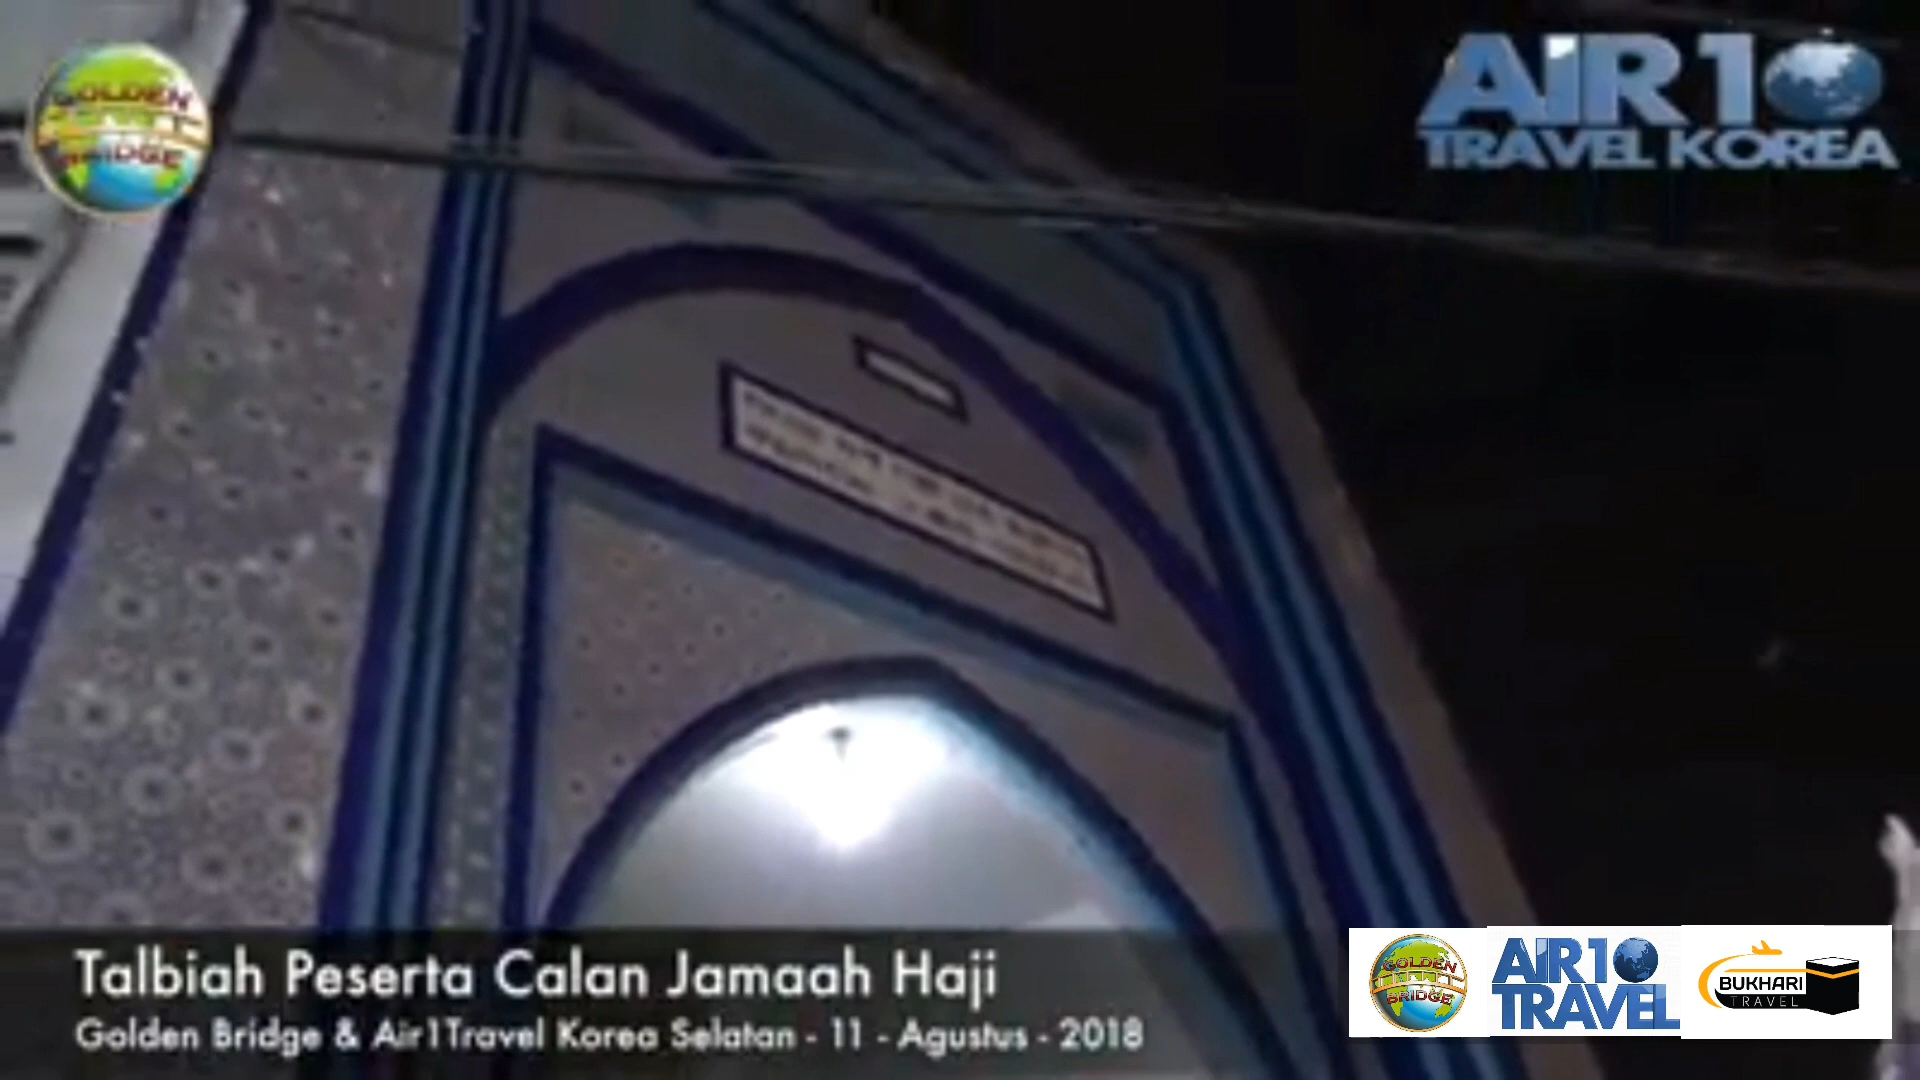 GOLDEN
BRIDGE
AIR1
TRAVEL KOREA
Talbiah Peserta Calan Jamaah Haji
Golden Bridge & Air1Travel Korea Selatan - 11 - Agustus - 2018
GOLDEN
BRIDGE
AIR1
TRAVEL
BUKHARI
TRAVEL